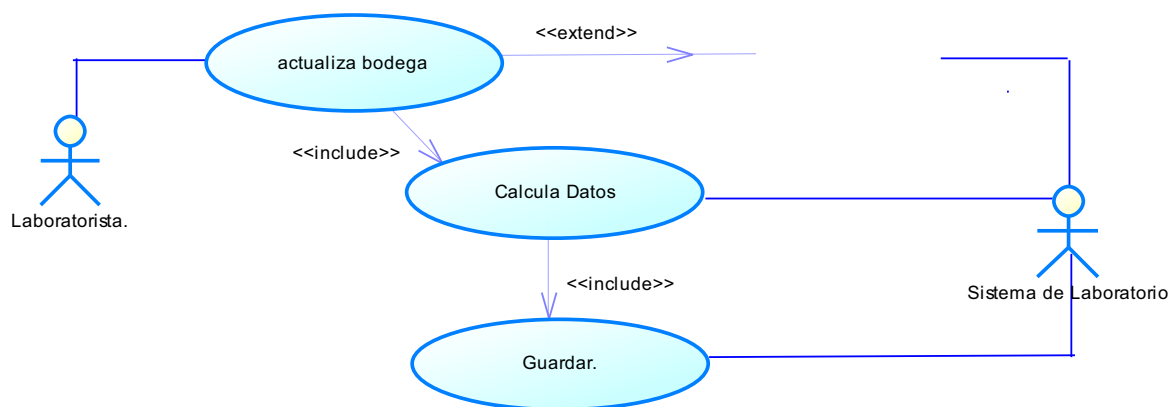 <<extend>>
actualiza bodega
<<include>>
Calcula Datos
Laboratorista.
<<include>>
Sistema de Laboratorio
Guardar.